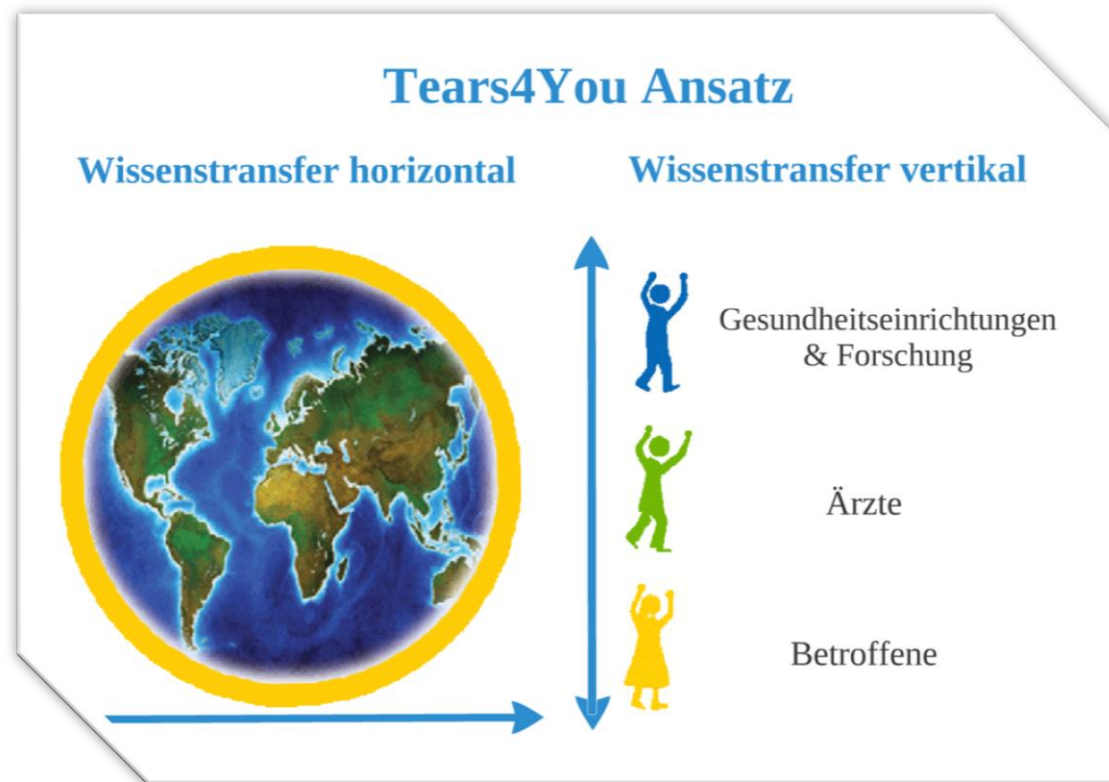 Tears4You Ansatz
Wissenstransfer horizontal
Wissenstransfer vertikal
Gesundheitseinrichtungen
& Forschung
Ärzte
Betroffene